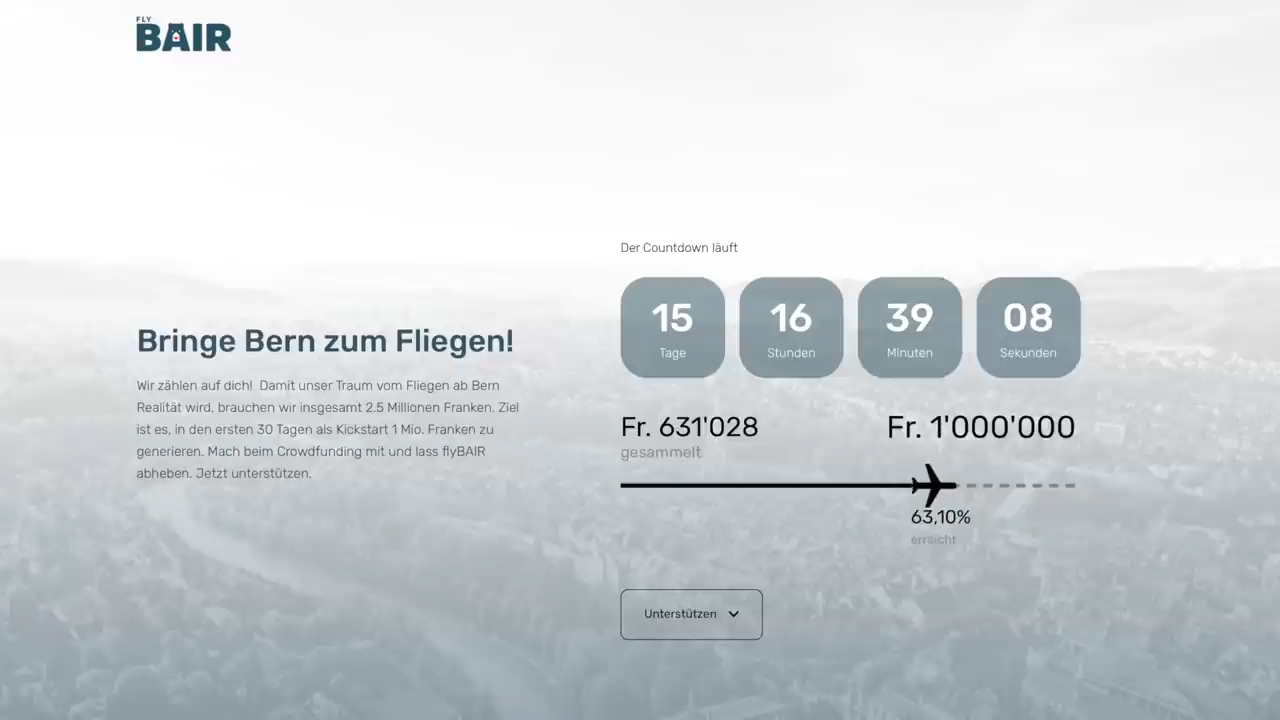 FLY
BAIR
Bringe Bern zum Fliegen!
Wir zählen auf dich! Damit unser Traum vom Fliegen ab Bern
Realität wird, brauchen wir insgesamt 2.5 Millionen Franken. Ziel
ist es, in den ersten 30 Tagen als Kickstart 1 Mio. Franken zu
generieren. Mach beim Crowdfunding mit und lass flyBAIR
abheben. Jetzt unterstützen.
Der Countdown läuft
15 16 39 08
Tage Stunden Minuten Sekunden
Fr. 631'028 Fr. 1'000'000
gesammelt
63,10%
erreicht
Unterstützen